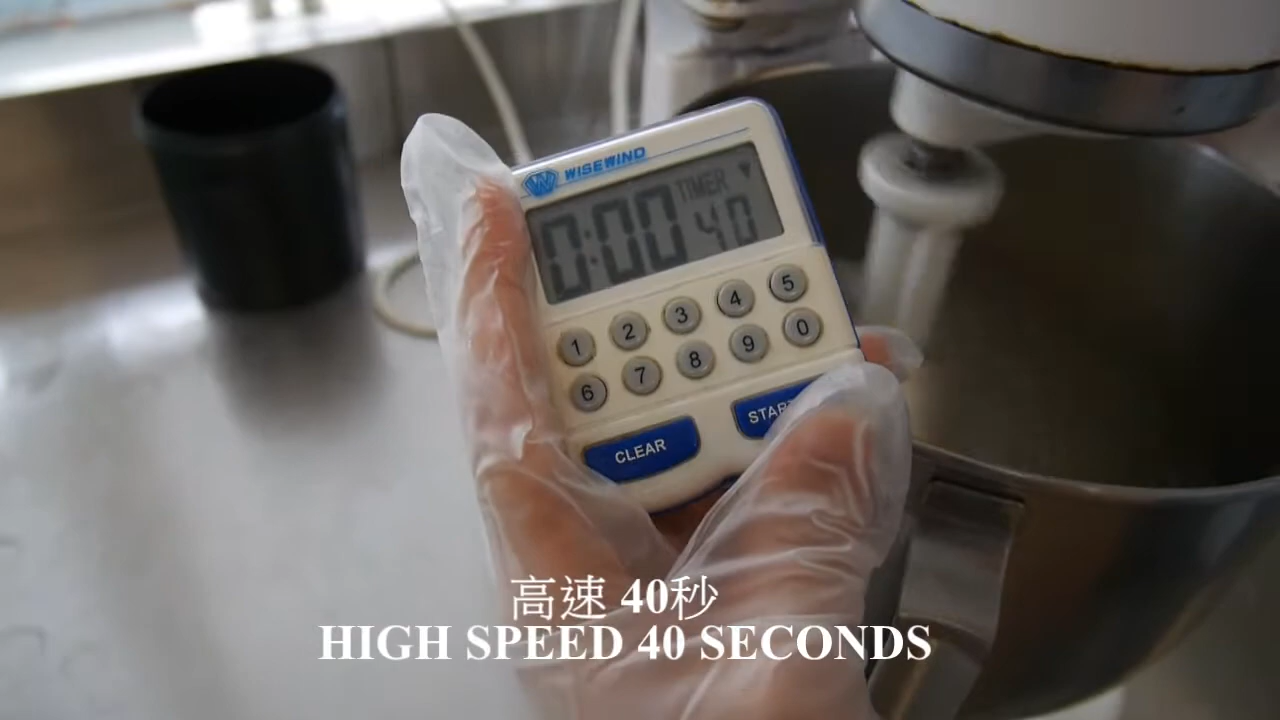 WISEWIND
TIMER
0:00 40
1 2 3 4 5
6 7 8 9 0
CLEAR START
高速 40秒
HIGH SPEED 40 SECONDS